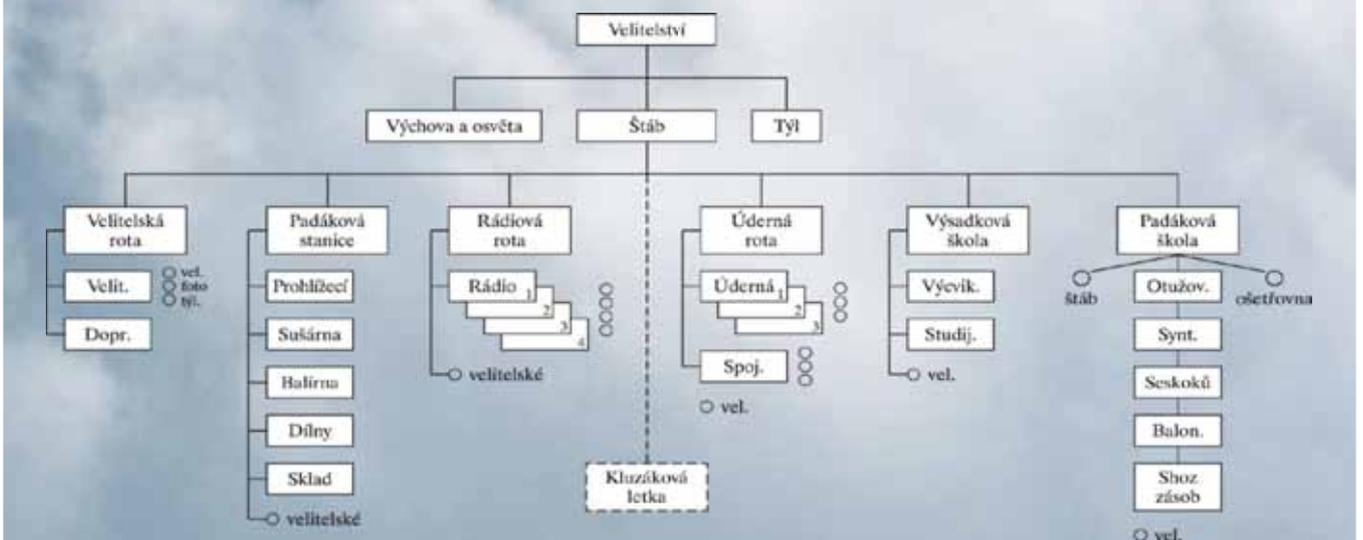 Velitelství
Výchova a osvěta
Štáb
Týl
Velitelská
rota
Velit.
vel.
foto
týl.
Dopr.
Padáková
stanice
Prohlížecí
Sušárna
Balírna
Dílny
Sklad
velitelské
Rádiová
rota
Rádio 1
2
3
4
velitelské
Kluzáková
letka
Úderná
rota
Úderná 1
2
3
Spoj.
vel.
Výsadková
škola
Výcvik.
Studij.
vel.
Padáková
škola
štáb
ošetřovna
Otužov.
Synt.
Seskoků
Balon.
Shoz
zásob
vel.